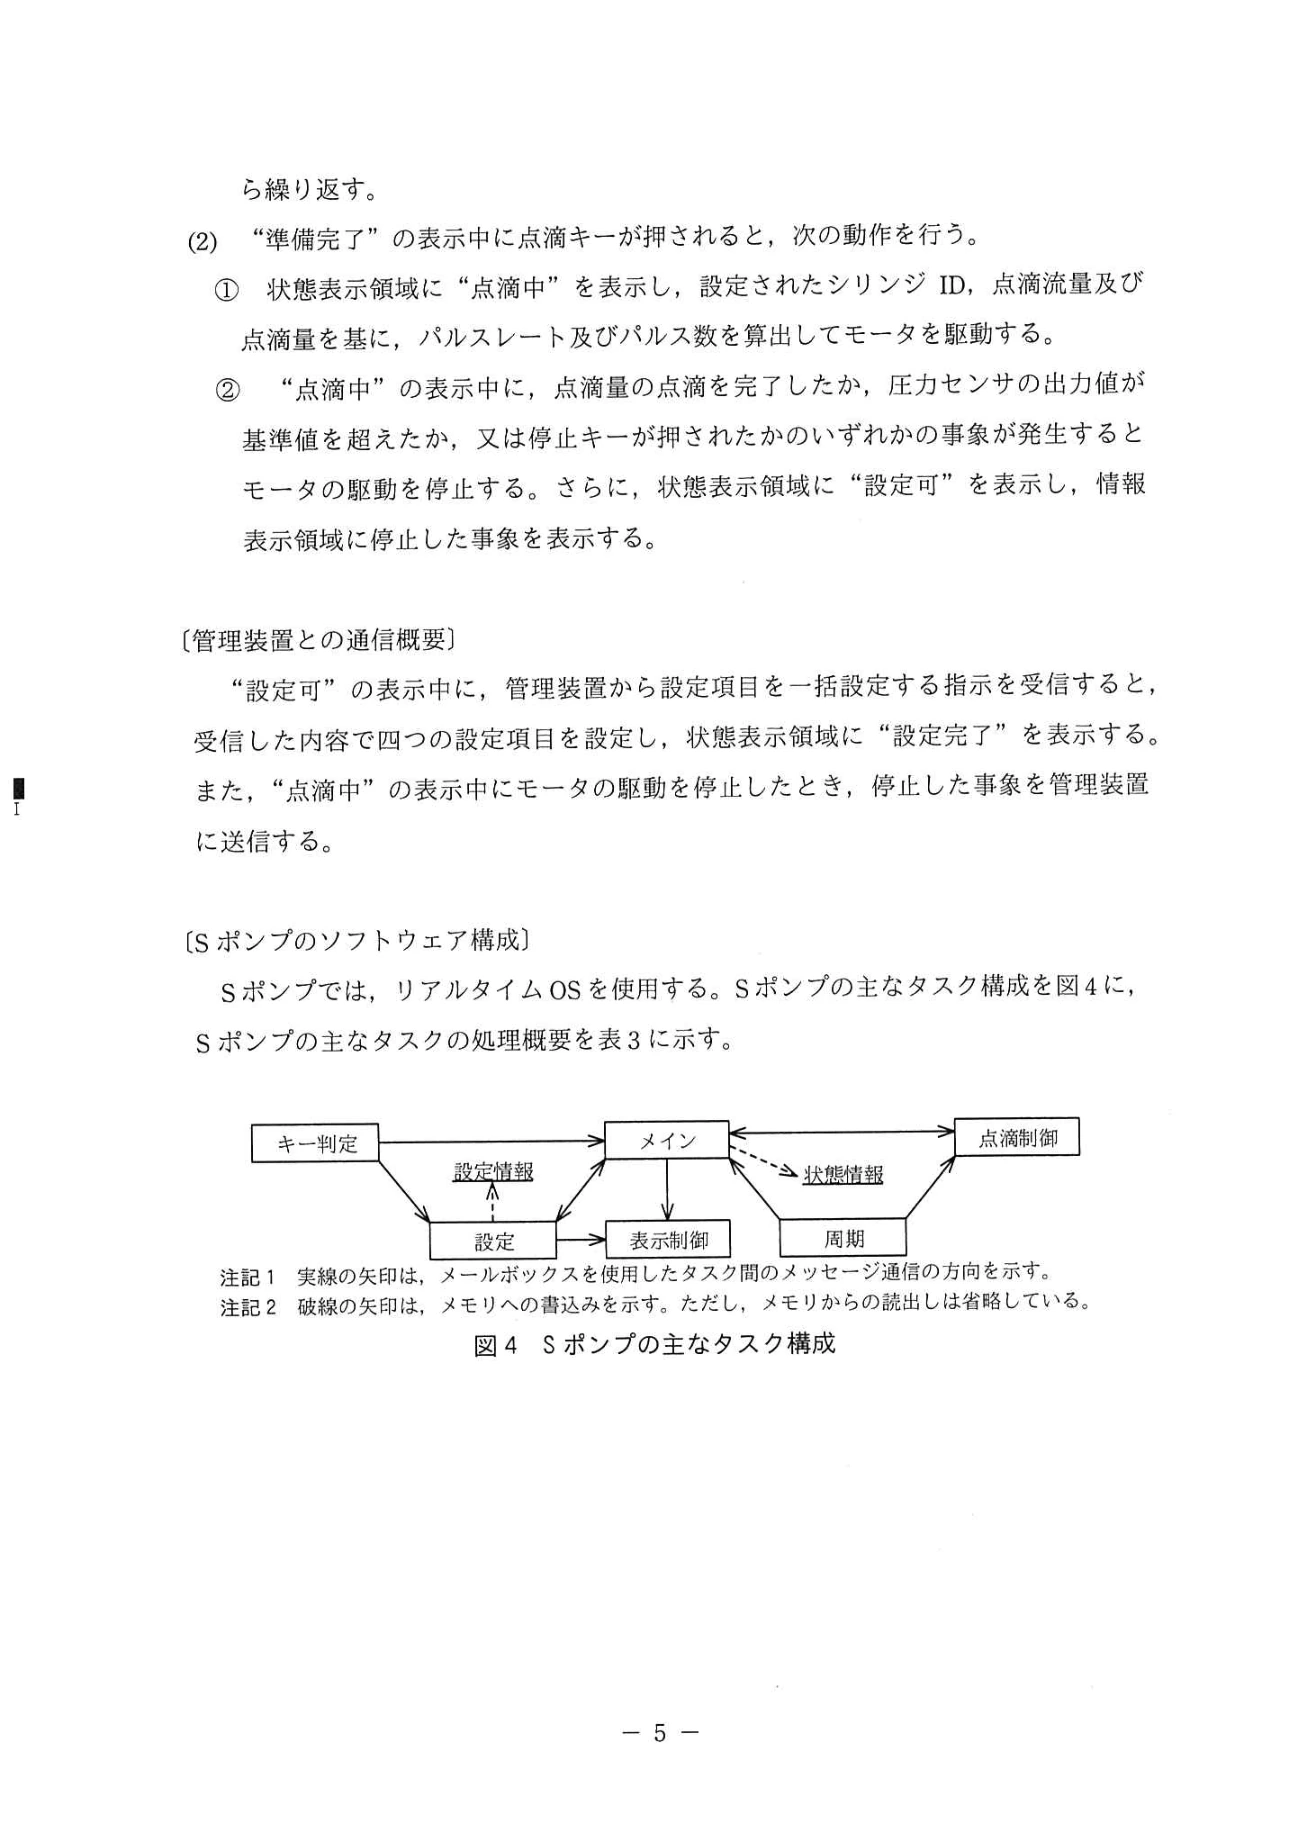 ら繰り返す。
(2) “準備完了”の表示中に点滴キーが押されると，次の動作を行う。
① 状態表示領域に“点滴中”を表示し，設定されたシリンジ ID，点滴流量及び
点滴量を基に，パルスレート及びパルス数を算出してモータを駆動する。
② “点滴中”の表示中に，点滴量の点滴を完了したか，圧力センサの出力値が
基準値を超えたか，又は停止キーが押されたかのいずれかの事象が発生すると
モータの駆動を停止する。さらに，状態表示領域に“設定可”を表示し，情報
表示領域に停止した事象を表示する。
〔管理装置との通信概要〕
“設定可”の表示中に，管理装置から設定項目を一括設定する指示を受信すると，
受信した内容で四つの設定項目を設定し，状態表示領域に“設定完了”を表示する。
また，“点滴中”の表示中にモータの駆動を停止したとき，停止した事象を管理装置
に送信する。
〔S ポンプのソフトウェア構成〕
S ポンプでは，リアルタイム OS を使用する。S ポンプの主なタスク構成を図 4 に，
S ポンプの主なタスクの処理概要を表 3 に示す。
キー判定
メイン
点滴制御
設定情報
状態情報
設定
表示制御
周期
注記 1 実線の矢印は，メールボックスを使用したタスク間のメッセージ通信の方向を示す。
注記 2 破線の矢印は，メモリへの書込みを示す。ただし，メモリからの読出しは省略している。
図 4 S ポンプの主なタスク構成
－ 5 －